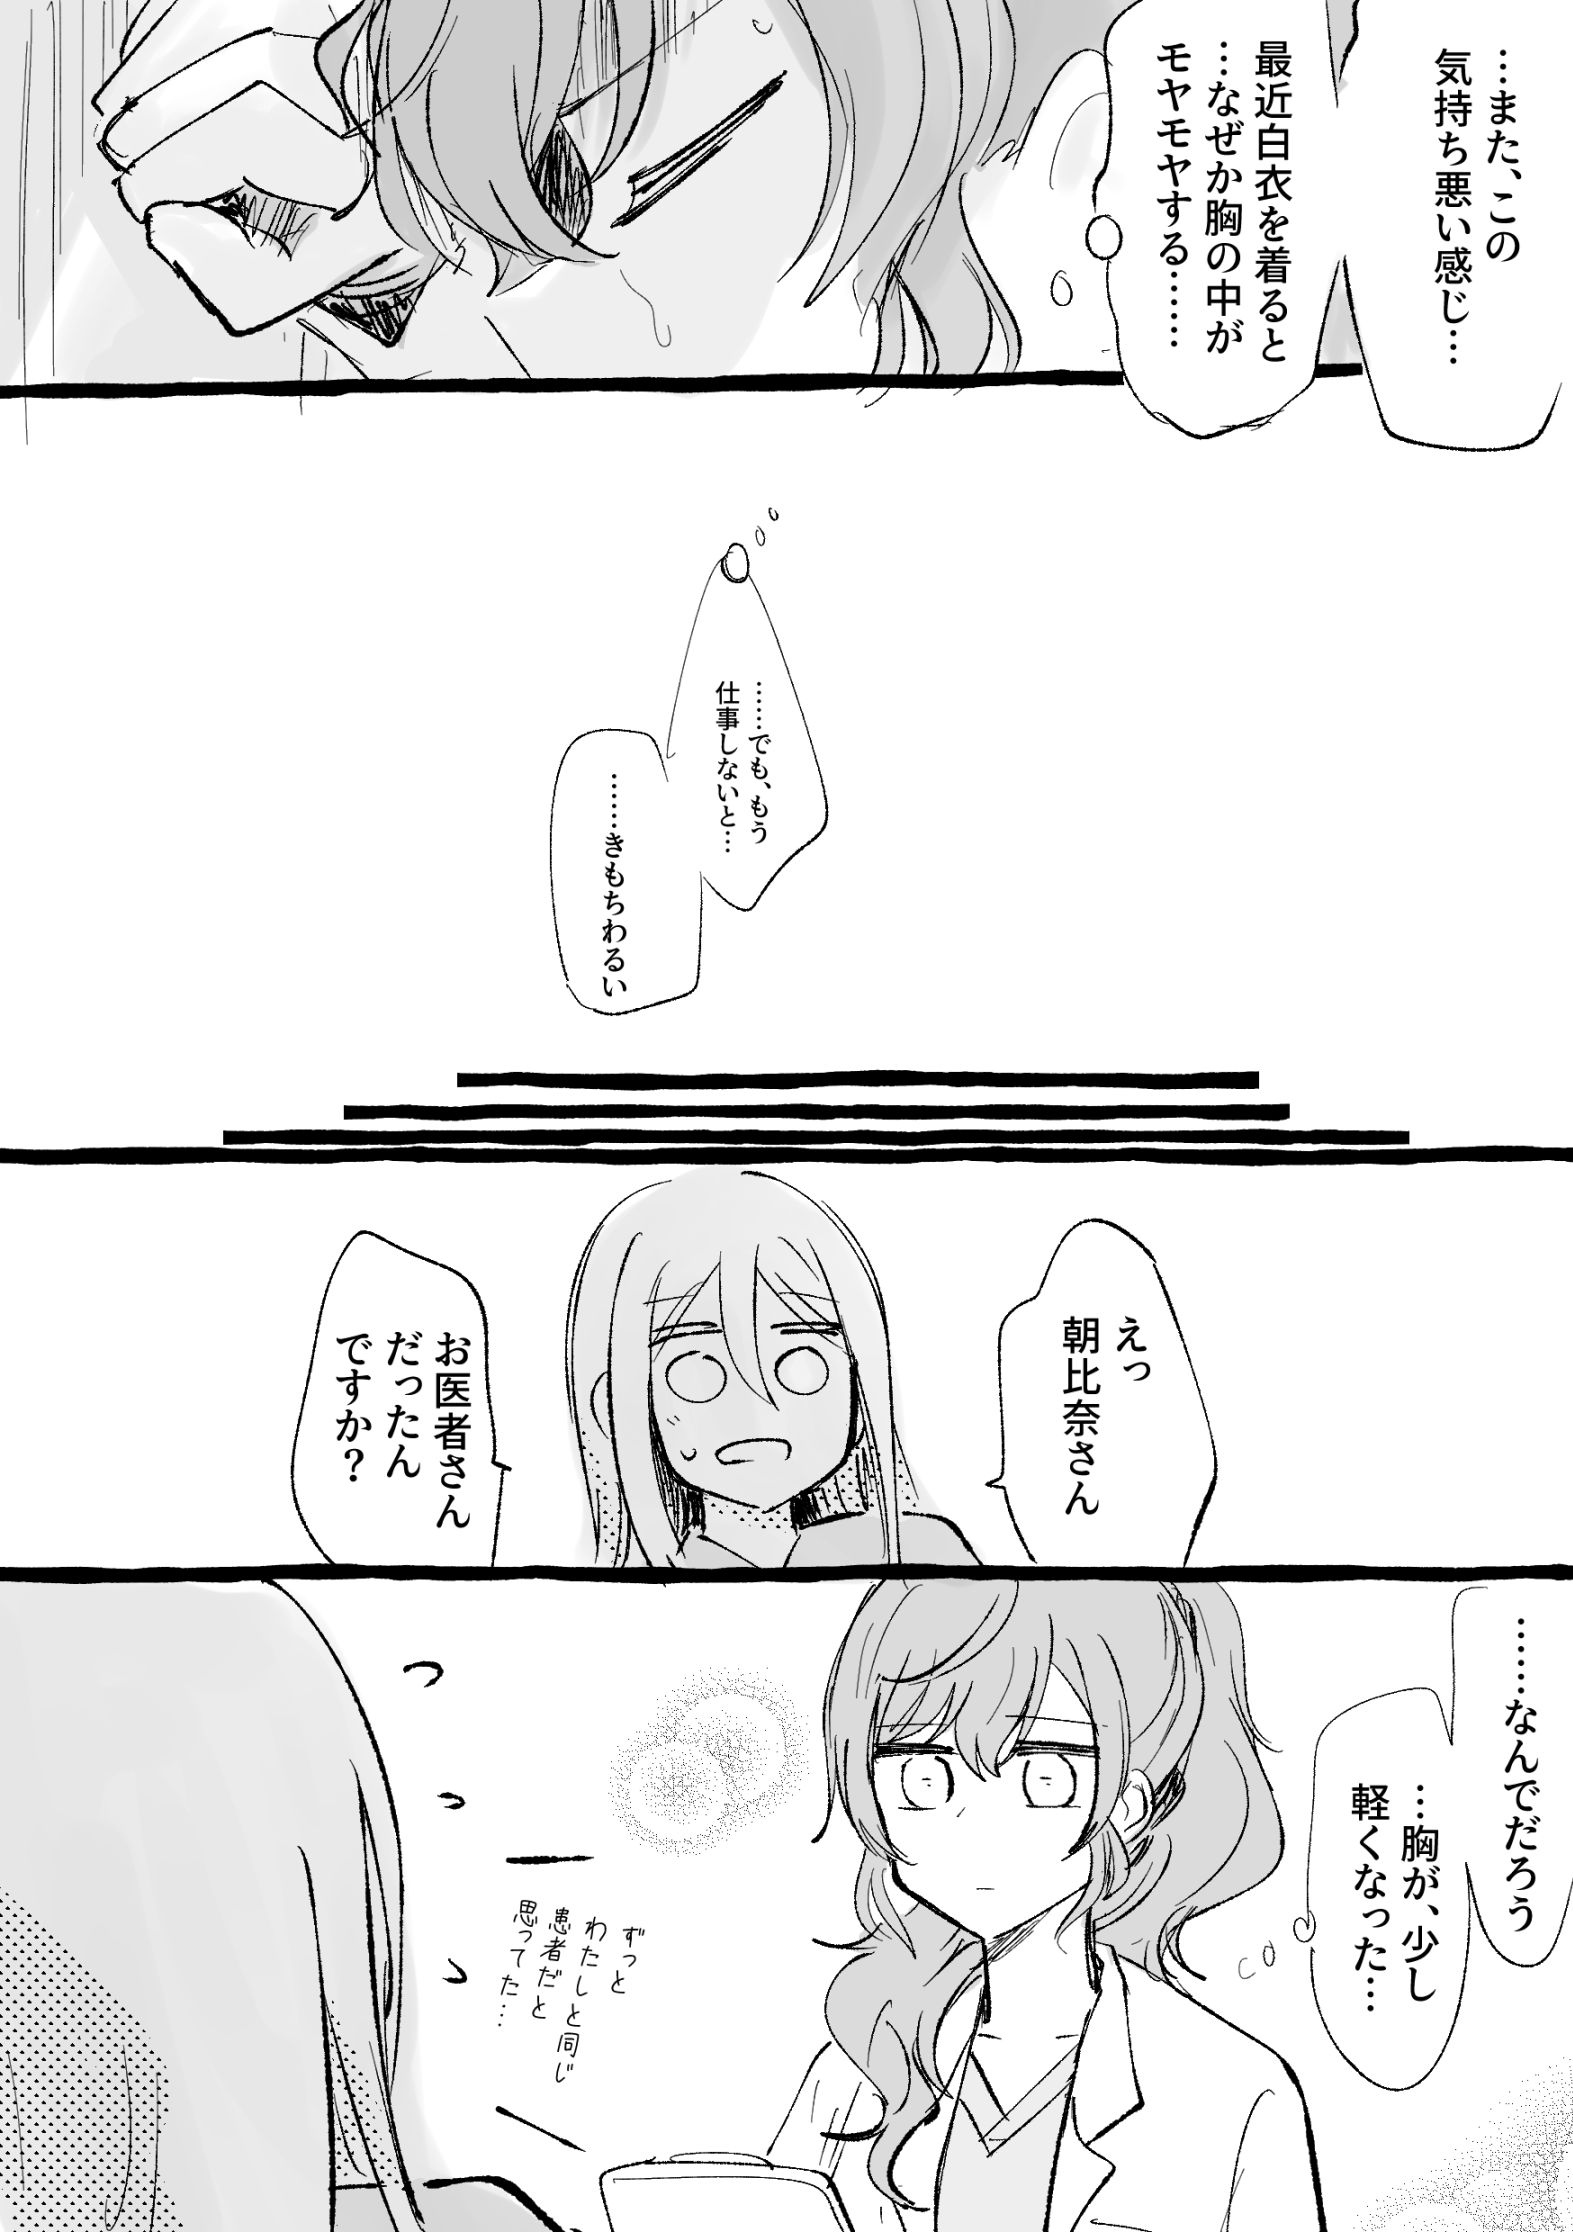 …また、この
気持ち悪い感じ…
最近白衣を着ると
…なぜか胸の中が
モヤモヤする……
……でも、もう
仕事しないと…
……きもちわるい
えっ
朝比奈さん
お医者さん
だったん
ですか？
……なんでだろう
…胸が、少し
軽くなった…
ずっと
わたしと同じ
患者だと
思ってた…